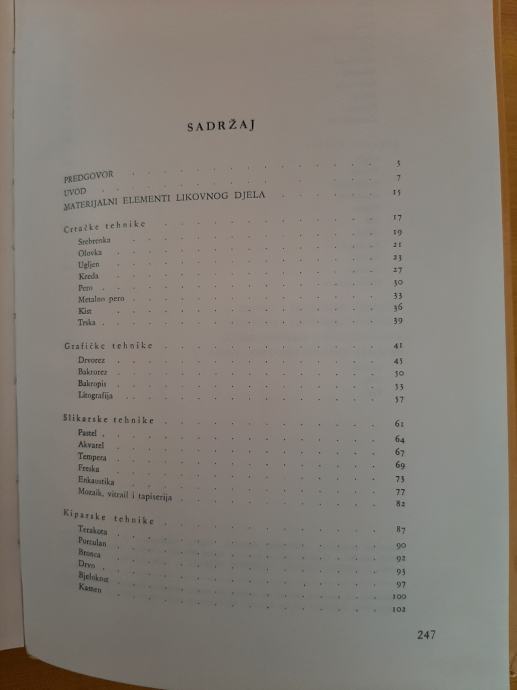 SADRŽAJ
PREDGOVOR 5
UVOD 7
MATERIJALNI ELEMENTI LIKOVNOG DJELA 15
Crtačke tehnike 17
Srebrenka 19
Olovka 21
Ugljen 23
Kreda 27
Pero 30
Metalno pero 33
Kist 36
Trska 39
Grafičke tehnike 41
Drvorez 45
Bakrorez 50
Bakropis 53
Litografija 57
Slikarske tehnike 61
Pastel 64
Akvarel 67
Tempera 69
Freska 73
Enkaustika 77
Mozaik, vitrail i tapiserija 82
Kiparske tehnike 87
Terakota 90
Porculan 92
Bronca 93
Drvo 97
Bjelokost 100
Kamen 102
247